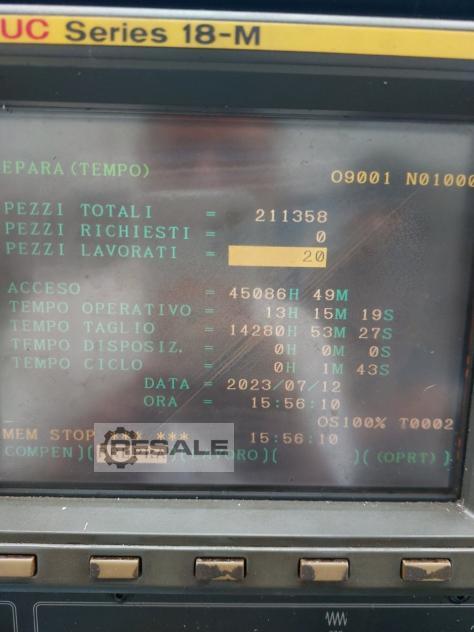 UC Series 18-M
EPARA (TEMPO)
O9001 N01000
PEZZI TOTALI = 211358
PEZZI RICHIESTI = 0
PEZZI LAVORATI = 20
ACCESO = 45086H 49M
TEMPO OPERATIVO = 13H 15M 19S
TEMPO TAGLIO = 14280H 53M 27S
TEMPO DISPOSIZ. = 0H 0M 0S
TEMPO CICLO = 0H 1M 43S
DATA = 2023/07/12
ORA = 15:56:10
OS100% T0002
MEM STOP *** *** 15:56:10
RESALE
COMPEN)( )( )( (OPRT) )